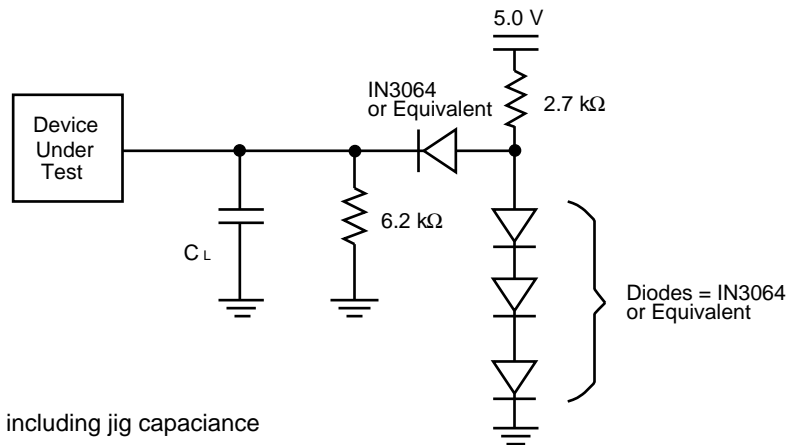 5.0 V
IN3064
or Equivalent
2.7 kΩ
Device
Under
Test
6.2 kΩ
CL
Diodes = IN3064
or Equivalent
including jig capaciance